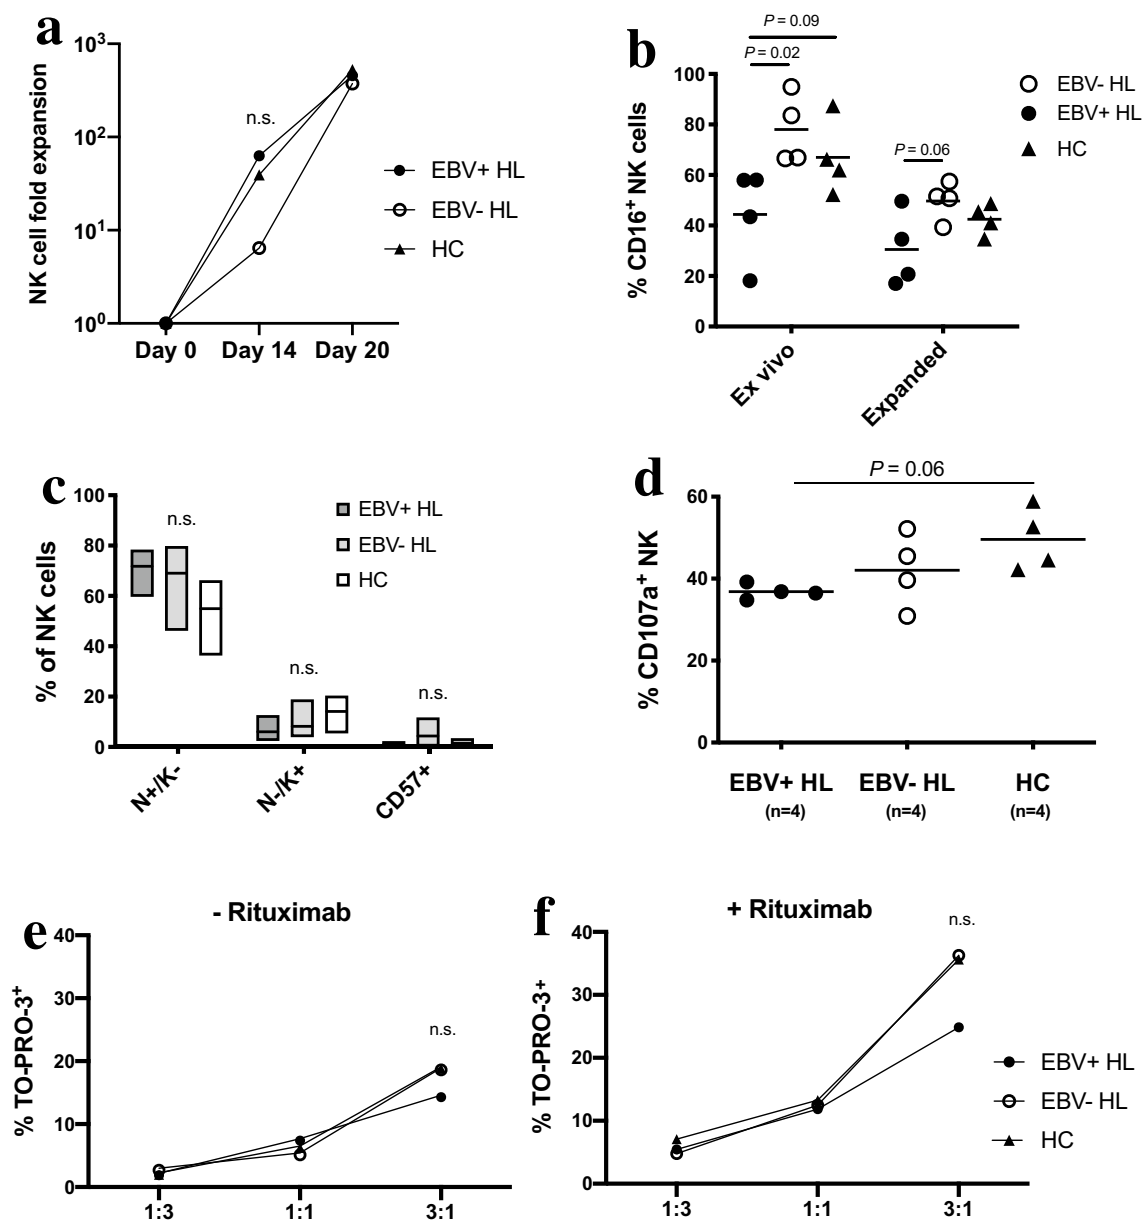 a
NK cell fold expansion
10³
10²
10¹
10⁰
n.s.
Day 0 Day 14 Day 20
EBV+ HL
EBV- HL
HC
b
% CD16⁺ NK cells
100
80
60
40
20
0
P = 0.09
P = 0.02
P = 0.06
Ex vivo
Expanded
EBV- HL
EBV+ HL
HC
c
% of NK cells
100
80
60
40
20
0
n.s.
n.s.
n.s.
EBV+ HL
EBV- HL
HC
N+/K-
N-/K+
CD57+
d
% CD107a⁺ NK
60
40
20
0
P = 0.06
EBV+ HL EBV- HL HC
(n=4) (n=4) (n=4)
e
- Rituximab
% TO-PRO-3⁺
40
30
20
10
0
n.s.
1:3 1:1 3:1
f
+ Rituximab
% TO-PRO-3+
40
30
20
10
0
n.s.
1:3 1:1 3:1
EBV+ HL
EBV- HL
HC